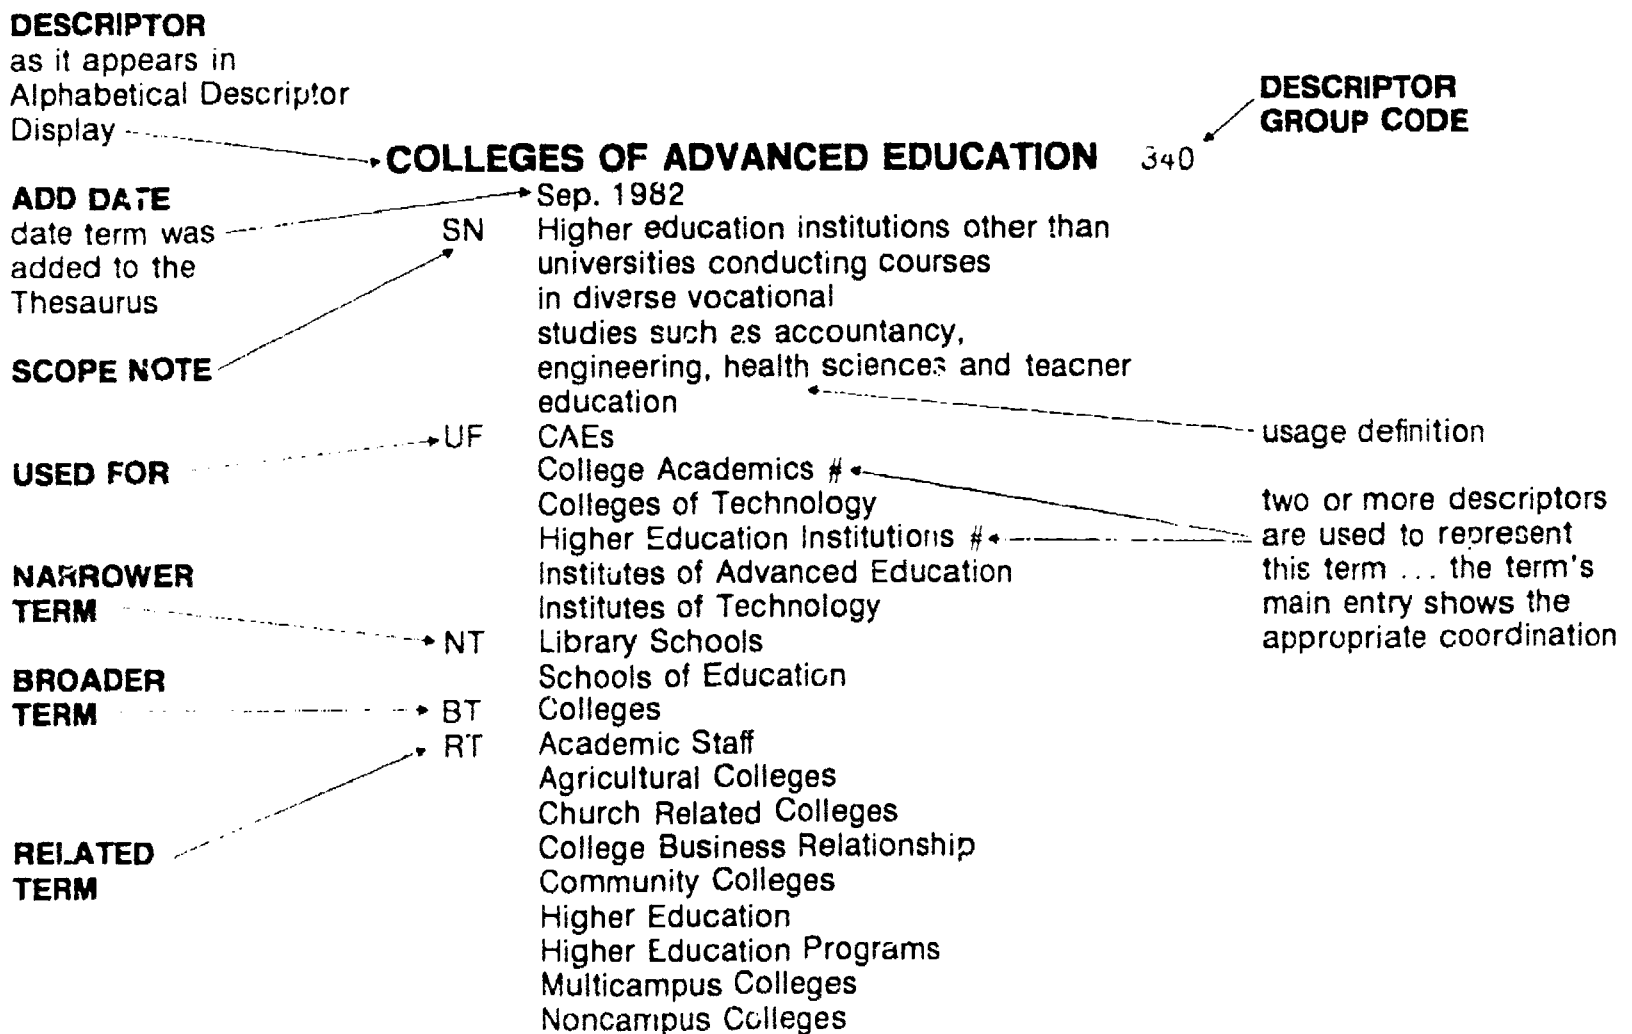 DESCRIPTOR
as it appears in
Alphabetical Descriptor
Display
DESCRIPTOR
GROUP CODE
COLLEGES OF ADVANCED EDUCATION 340
ADD DATE
date term was
added to the
Thesaurus
Sep. 1982
SN Higher education institutions other than
universities conducting courses
in diverse vocational
studies such as accountancy,
engineering, health sciences and teacner
education
SCOPE NOTE
usage definition
USED FOR
UF CAEs
College Academics #
Colleges of Technology
Higher Education Institutions #
Institutes of Advanced Education
Institutes of Technology
two or more descriptors
are used to represent
this term ... the term's
main entry shows the
appropriate coordination
NARROWER
TERM
NT Library Schools
Schools of Education
BROADER
TERM
BT Colleges
RT Academic Staff
Agricultural Colleges
Church Related Colleges
College Business Relationship
Community Colleges
Higher Education
Higher Education Programs
Multicampus Colleges
Noncampus Colleges
RELATED
TERM